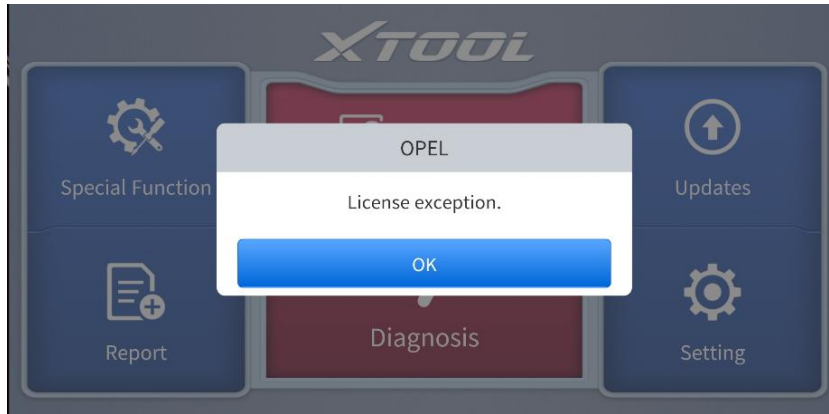 XTOOL
OPEL
License exception.
OK
Special Function
Updates
Report
Diagnosis
Setting